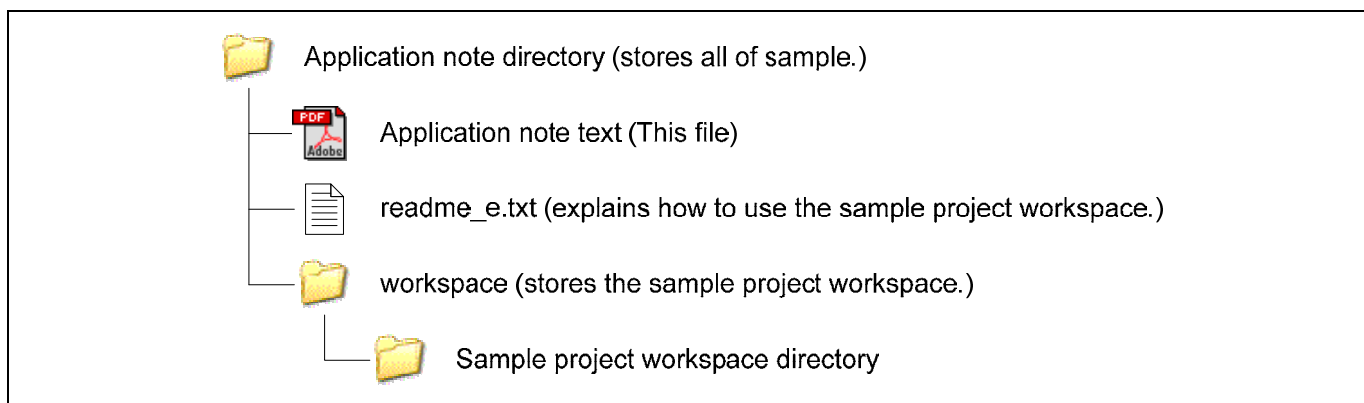 Application note directory (stores all of sample.)
PDF
Adobe
Application note text (This file)
readme_e.txt (explains how to use the sample project workspace.)
workspace (stores the sample project workspace.)
Sample project workspace directory